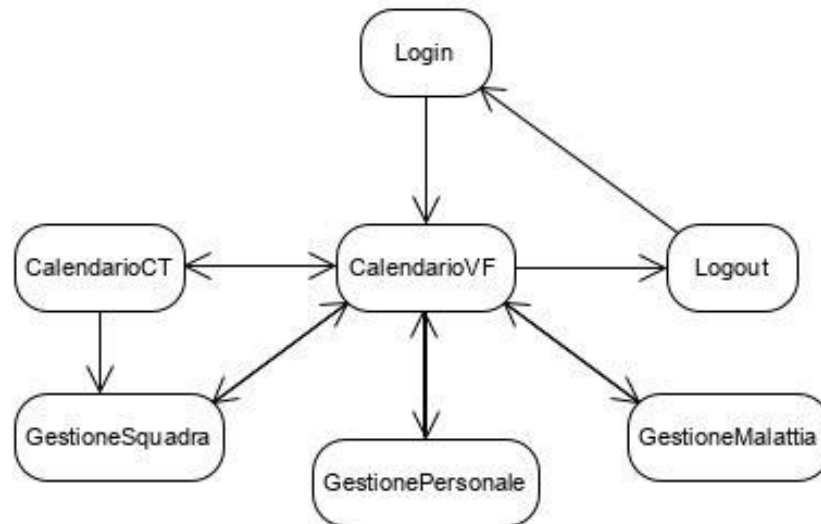 Login
CalendarioCT
CalendarioVF
Logout
GestioneSquadra
GestionePersonale
GestioneMalattia